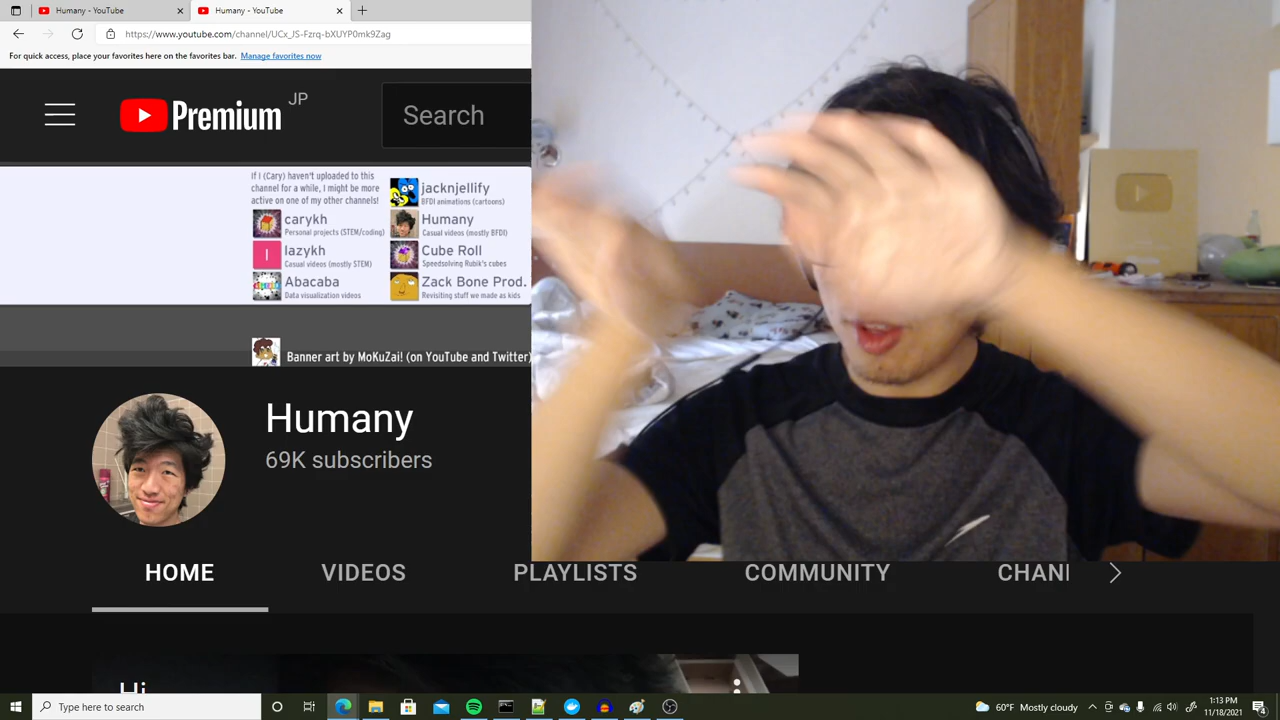 Humany - YouTube
Humany - YouTube
https://www.youtube.com/channel/UCx_JS-Fzrq-bXUYP0mk9Zag
For quick access, place your favorites here on the favorites bar. Manage favorites now
Premium JP
Search
If I (Cary) haven't uploaded to this
channel for a while, I might be more
active on one of my other channels!
carykh
Personal projects (STEM/coding)
lazykh
Casual videos (mostly STEM)
Abacaba
Data visualization videos
jacknjellify
BFDI animations (cartoons)
Humany
Casual videos (mostly BFDI)
Cube Roll
Speedsolving Rubik's cubes
Zack Bone Prod.
Revisiting stuff we made as kids
Banner art by MoKuZai! (on YouTube and Twitter)
Humany
69K subscribers
HOME VIDEOS PLAYLISTS COMMUNITY CHAN
Hi
Type here to search
60°F Mostly cloudy
1:13 PM
11/18/2021